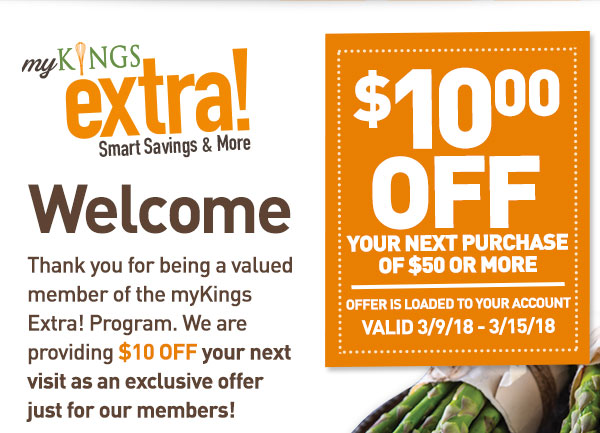 myKINGS
extra!
Smart Savings & More
Welcome
Thank you for being a valued
member of the myKings
Extra! Program. We are
providing $10 OFF your next
visit as an exclusive offer
just for our members!
$10⁰⁰
OFF
YOUR NEXT PURCHASE
OF $50 OR MORE
OFFER IS LOADED TO YOUR ACCOUNT
VALID 3/9/18 - 3/15/18